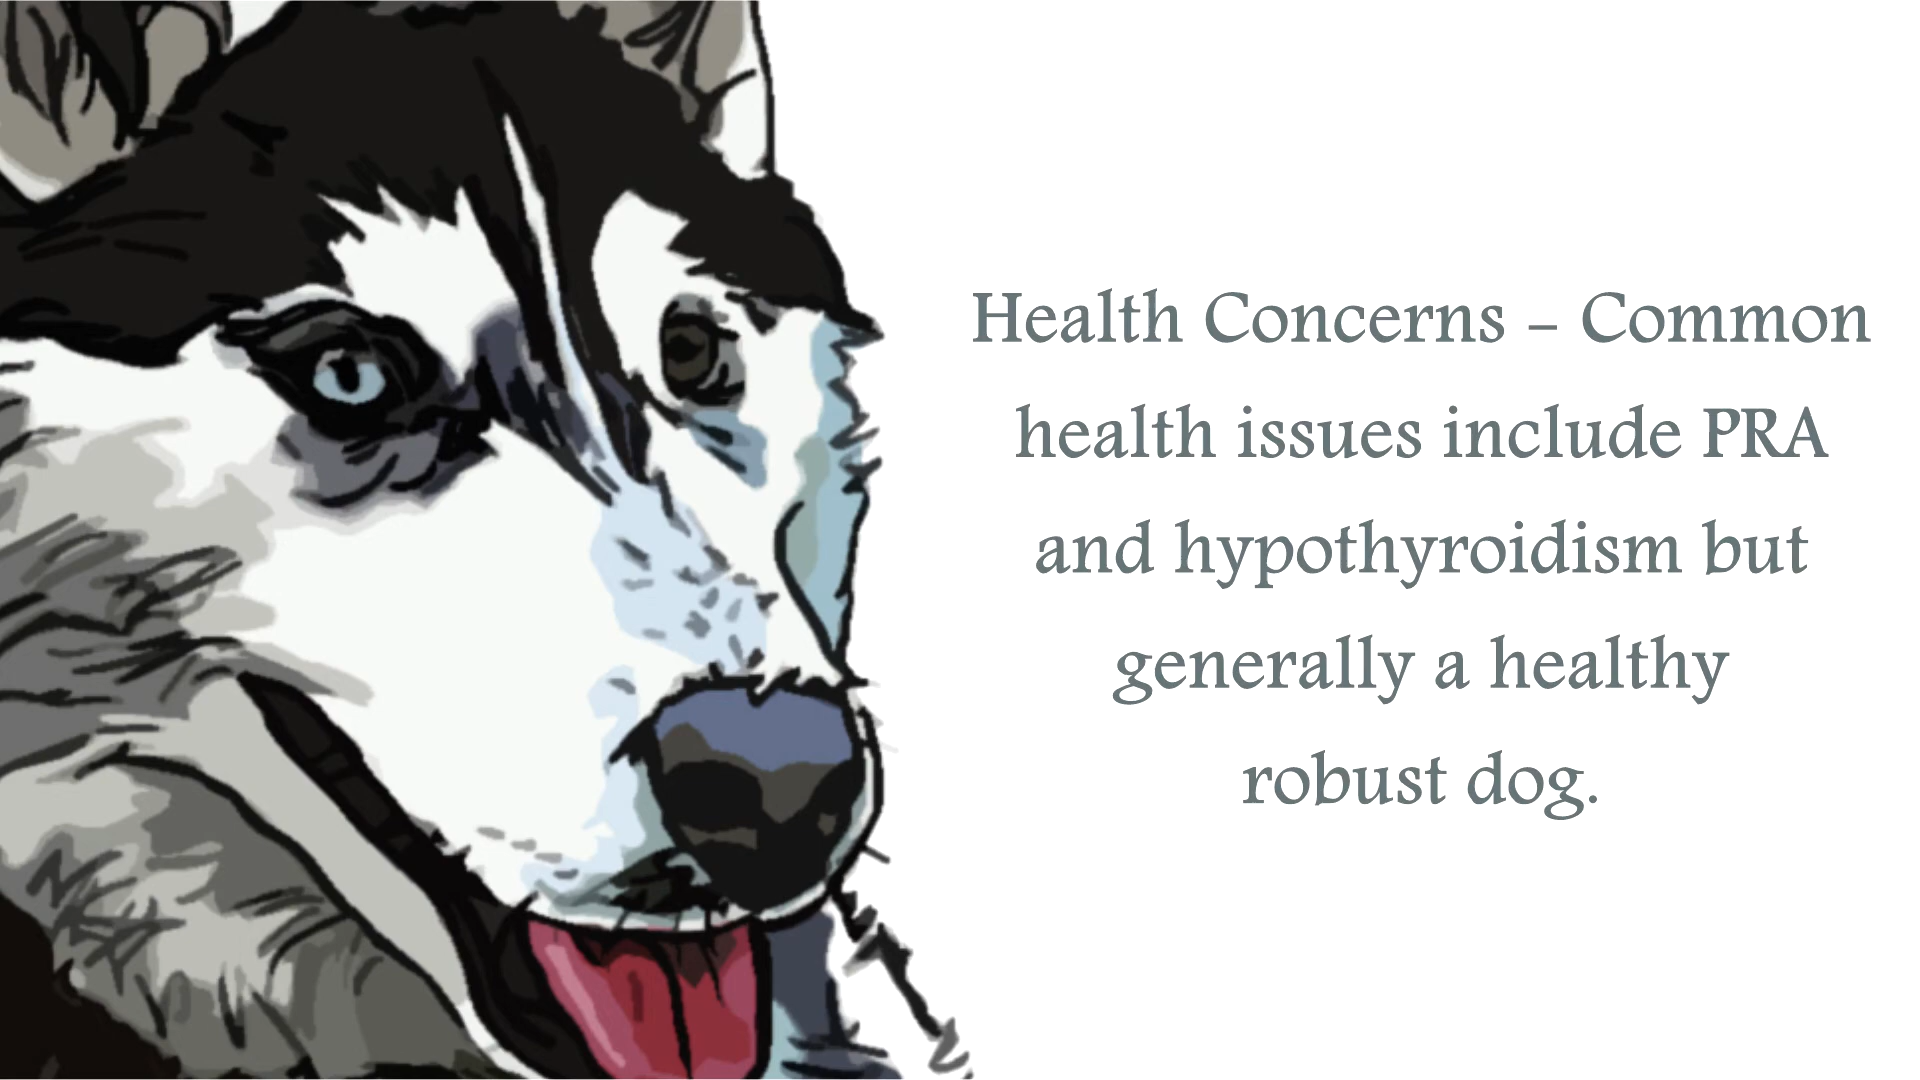 Health Concerns – Common
health issues include PRA
and hypothyroidism but
generally a healthy
robust dog.